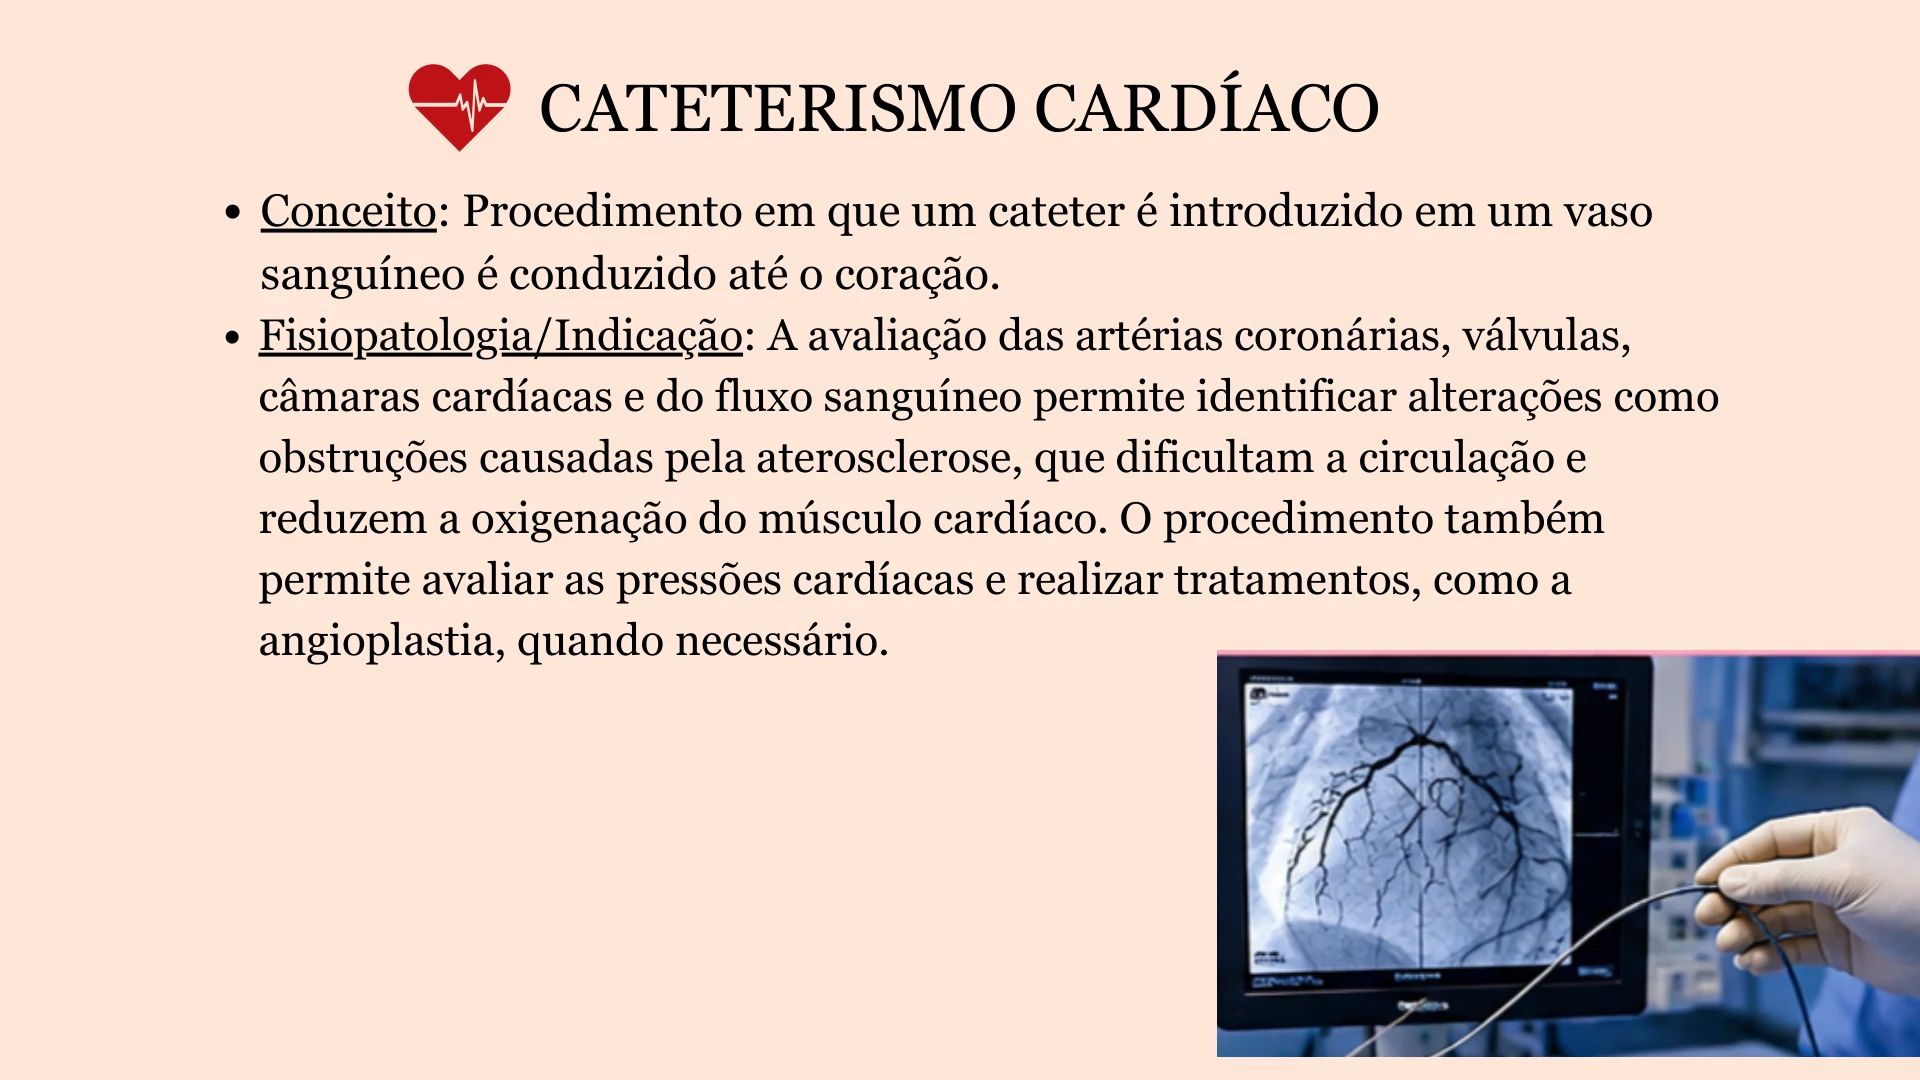 CATETERISMO CARDÍACO
• Conceito: Procedimento em que um cateter é introduzido em um vaso
sanguíneo é conduzido até o coração.
• Fisiopatologia/Indicação: A avaliação das artérias coronárias, válvulas,
câmaras cardíacas e do fluxo sanguíneo permite identificar alterações como
obstruções causadas pela aterosclerose, que dificultam a circulação e
reduzem a oxigenação do músculo cardíaco. O procedimento também
permite avaliar as pressões cardíacas e realizar tratamentos, como a
angioplastia, quando necessário.